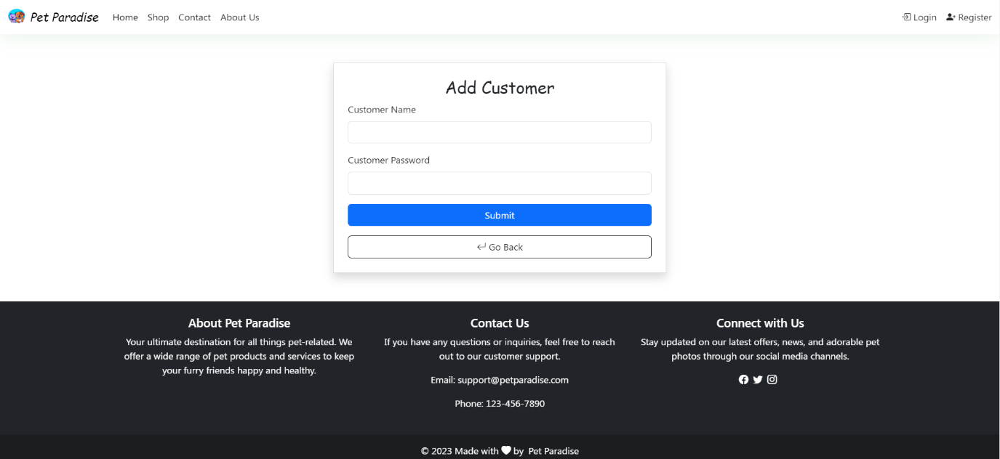 Pet Paradise Home Shop Contact About Us Login Register
Add Customer
Customer Name
Customer Password
Submit
Go Back
About Pet Paradise
Your ultimate destination for all things pet-related. We
offer a wide range of pet products and services to keep
your furry friends happy and healthy.
Contact Us
If you have any questions or inquiries, feel free to reach
out to our customer support.
Email: support@petparadise.com
Phone: 123-456-7890
Connect with Us
Stay updated on our latest offers, news, and adorable pet
photos through our social media channels.
© 2023 Made with by Pet Paradise